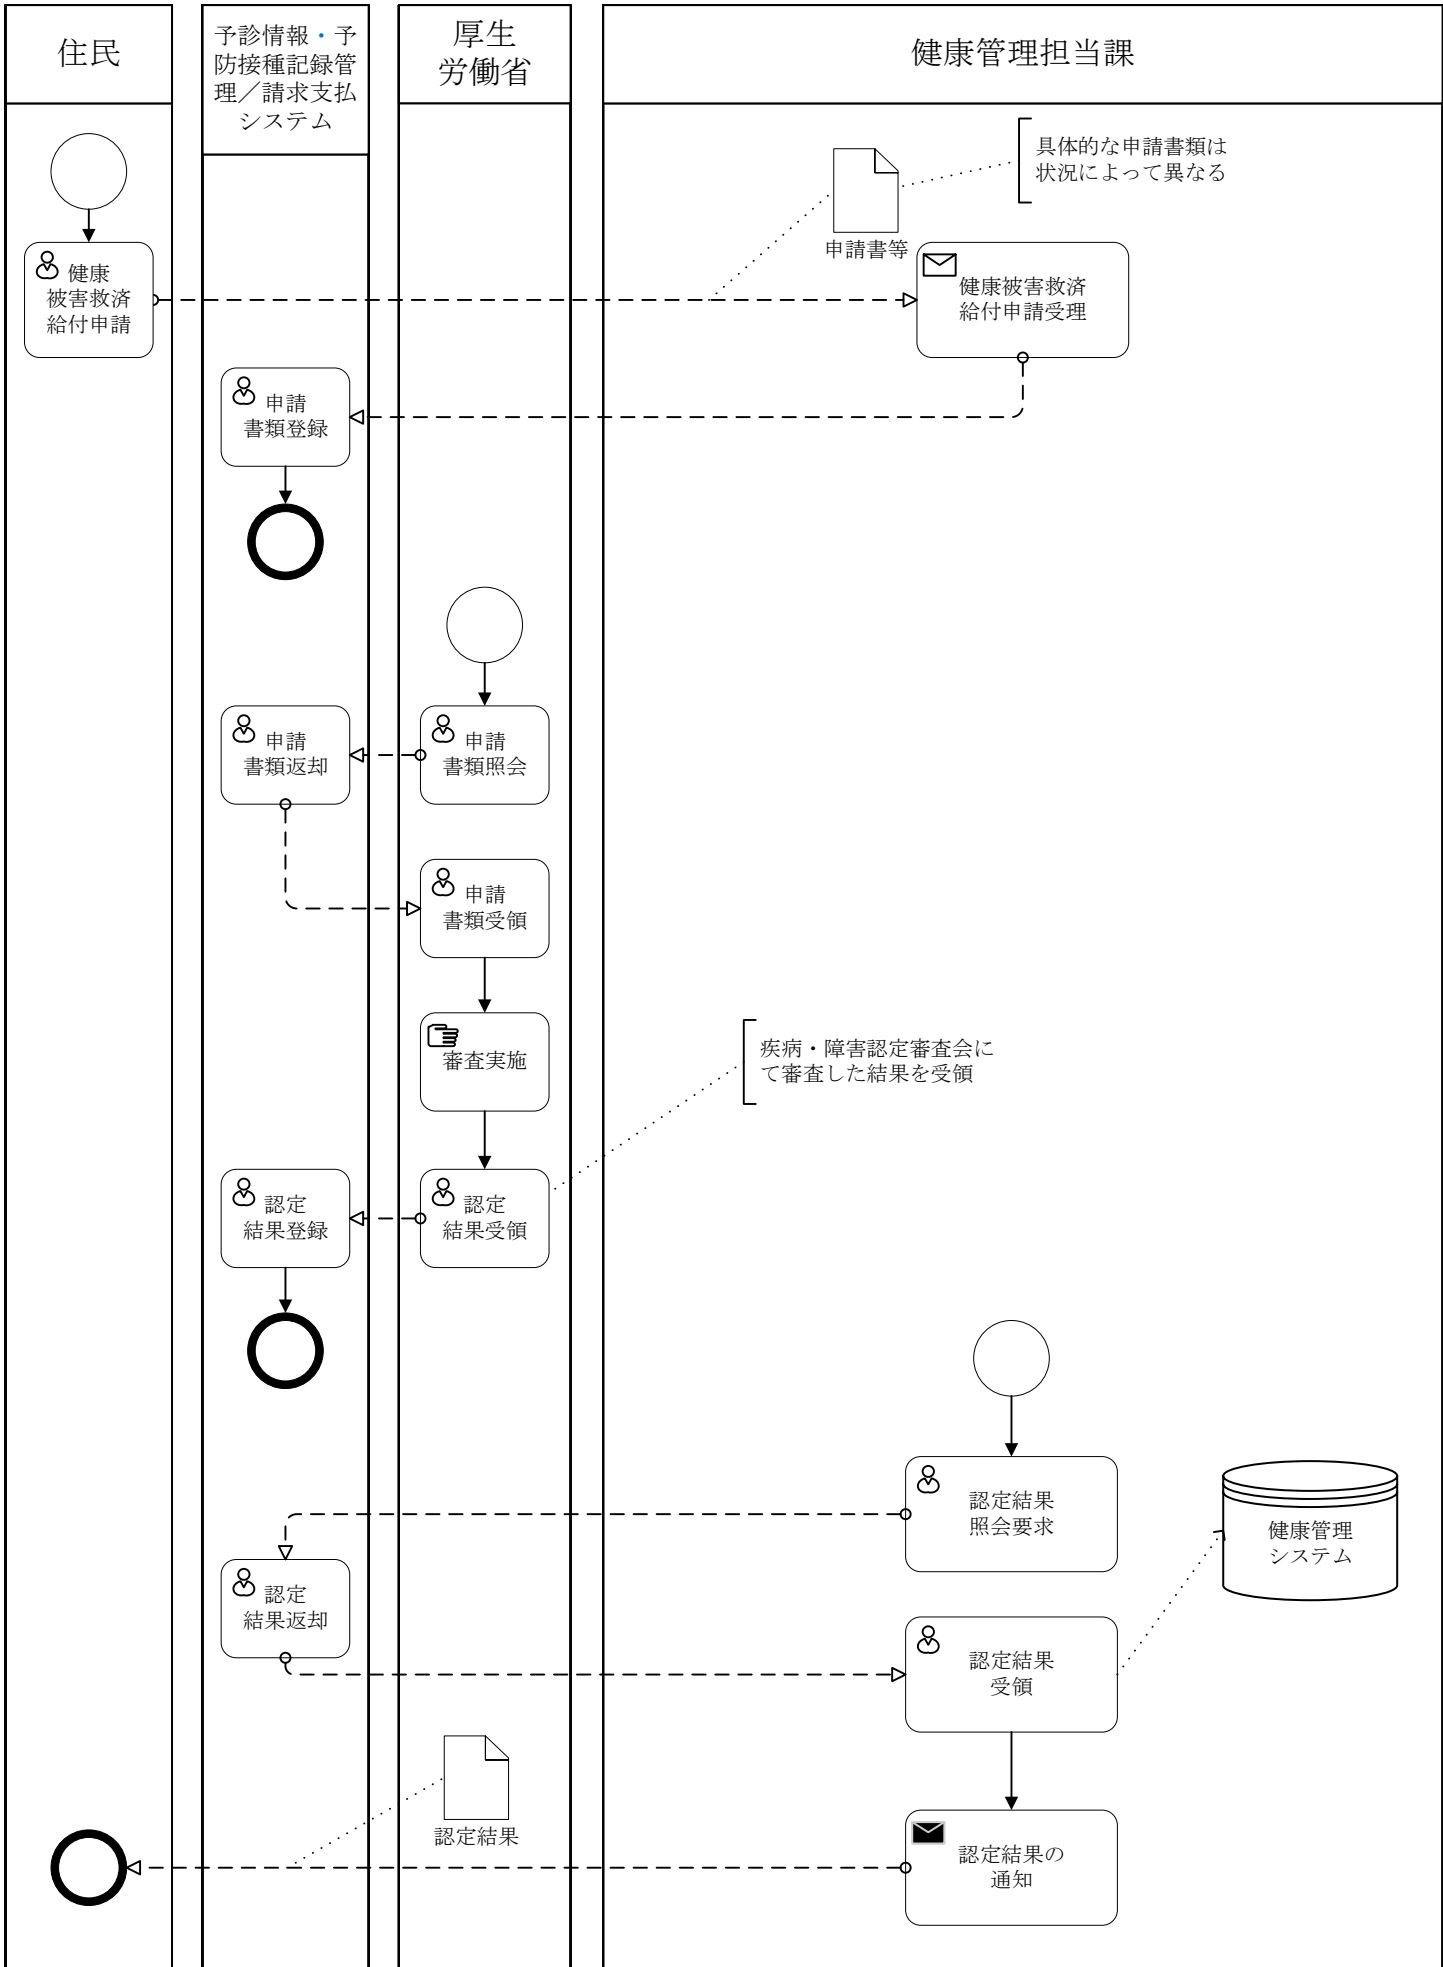 住民
予診情報・予
防接種記録管
理／請求支払
システム
厚生
労働省
健康管理担当課
具体的な申請書類は
状況によって異なる
申請書等
健康
被害救済
給付申請
健康被害救済
給付申請受理
申請
書類登録
申請
書類返却
申請
書類照会
申請
書類受領
審査実施
疾病・障害認定審査会に
て審査した結果を受領
認定
結果登録
認定
結果受領
認定結果
照会要求
健康管理
システム
認定
結果返却
認定結果
受領
認定結果
認定結果の
通知